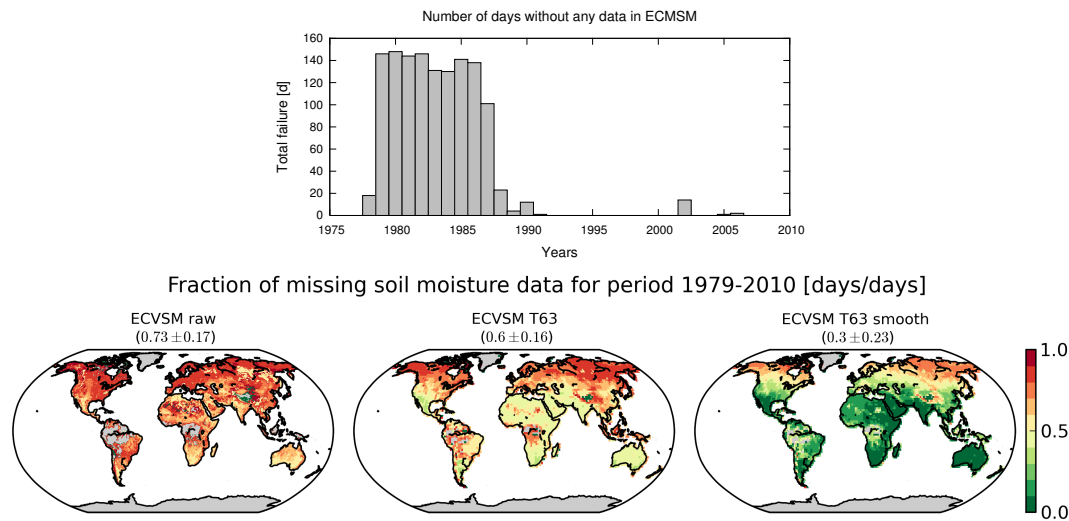 Number of days without any data in ECMSM
Total failure [d]
160
140
120
100
80
60
40
20
0
1975 1980 1985 1990 1995 2000 2005 2010
Years
Fraction of missing soil moisture data for period 1979-2010 [days/days]
ECVSM raw
(0.73 ±0.17)
ECVSM T63
(0.6 ±0.16)
ECVSM T63 smooth
(0.3 ±0.23)
1.0
0.5
0.0